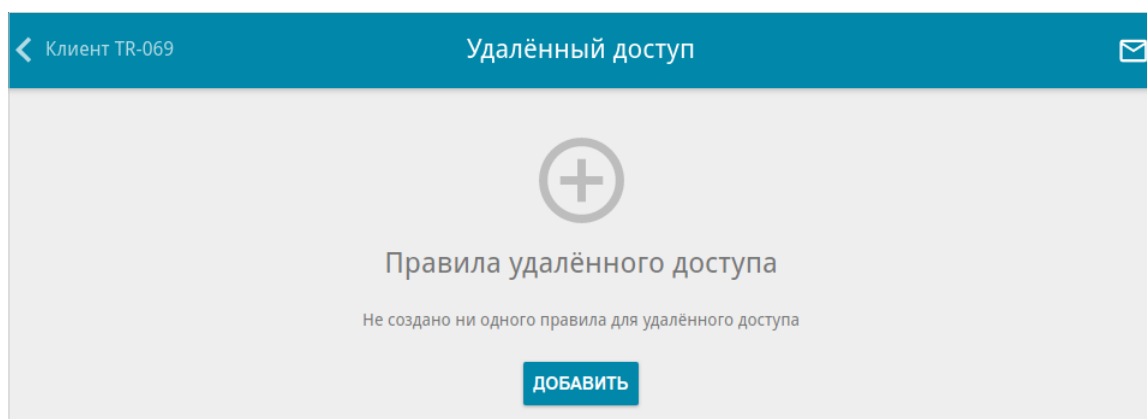 Клиент TR-069
Удалённый доступ
Правила удалённого доступа
Не создано ни одного правила для удалённого доступа
ДОБАВИТЬ